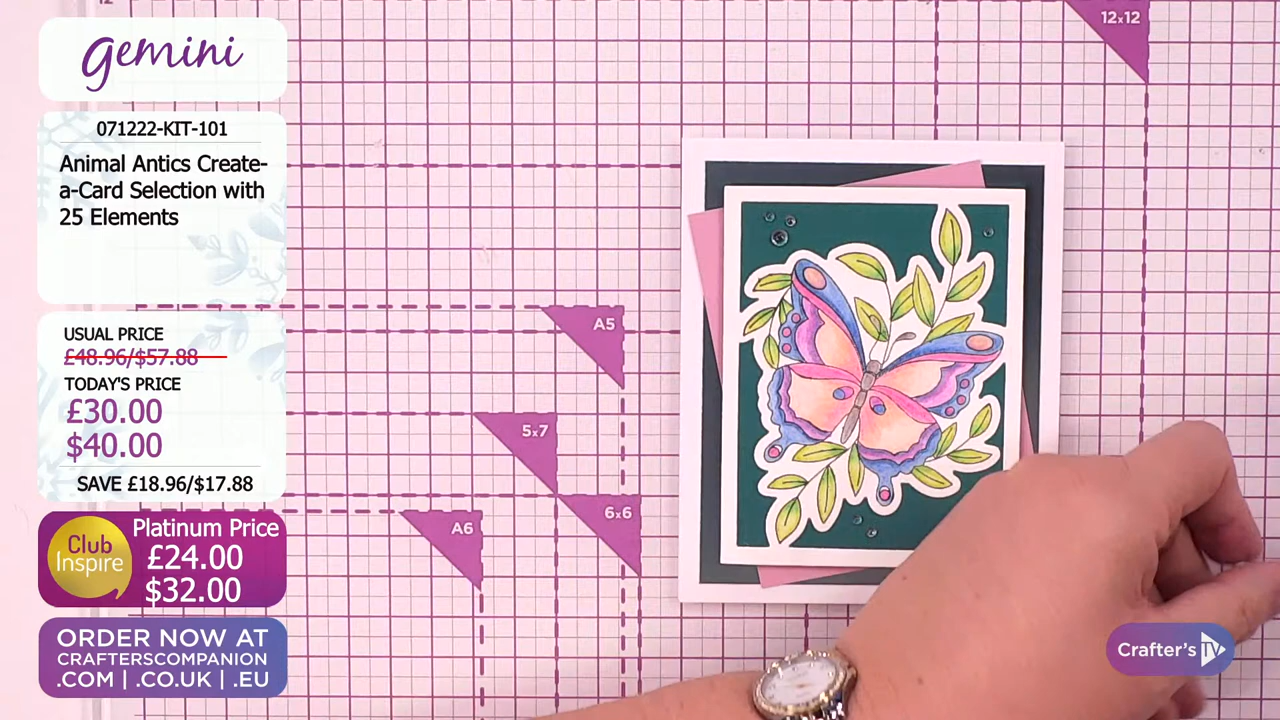 gemini
071222-KIT-101
Animal Antics Create-
a-Card Selection with
25 Elements
USUAL PRICE
£48.96/$57.88
TODAY'S PRICE
£30.00
$40.00
SAVE £18.96/$17.88
Club
Inspire
Platinum Price
£24.00
$32.00
ORDER NOW AT
CRAFTERSCOMPANION
.COM | .CO.UK | .EU
12
12x12
A5
5x7
6x6
A6
Crafter's TV